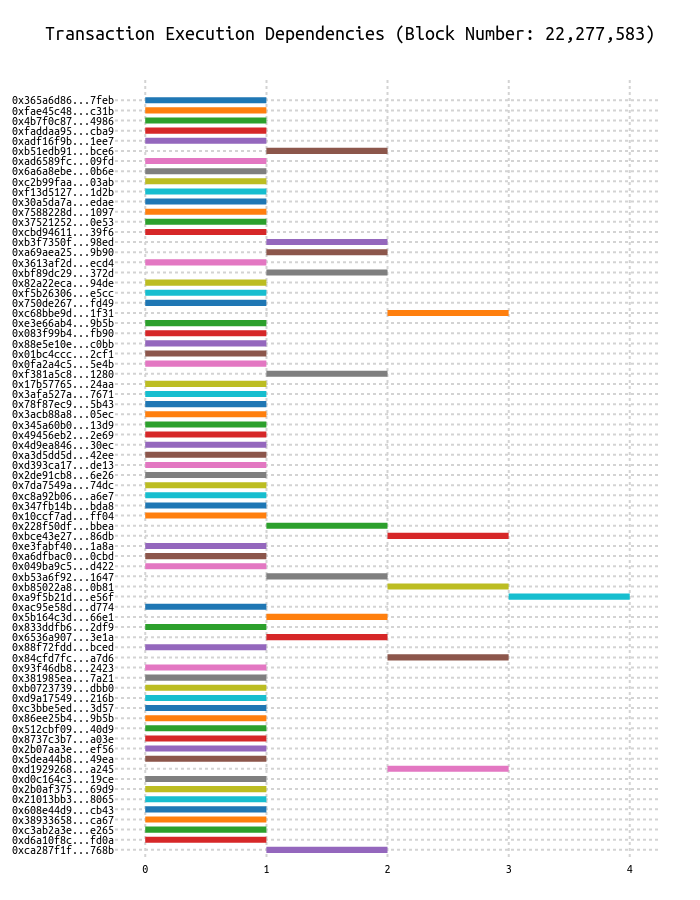 Transaction Execution Dependencies (Block Number: 22,277,583)
0x365a6d86...7feb
0xfae45c48...c31b
0x4b7f0c87...4986
0xfaddaa95...cba9
0xadf16f9b...1ee7
0xb51edb91...bce6
0xad6589fc...09fd
0x6a6a8ebe...0b6e
0xc2b99faa...03ab
0xf13d5127...1d2b
0x30a5da7a...edae
0x7588228d...1097
0x37521252...0e53
0xcbd94611...39f6
0xb3f7350f...98ed
0xa69aea25...9b90
0x3613af2d...ecd4
0xbf89dc29...372d
0x82a22eca...94de
0xf5b26306...e5cc
0x750de267...fd49
0xc68bbe9d...1f31
0xe3e66ab4...9b5b
0x083f99b4...fb90
0x88e5e10e...c0bb
0x01bc4ccc...2cf1
0x0fa2a4c5...5e4b
0xf381a5c8...1280
0x17b57765...24aa
0x3afa527a...7671
0x78f87ec9...5b43
0x3acb88a8...05ec
0x345a60b0...13d9
0x49456eb2...2e69
0x4d9ea846...30ec
0xa3d5dd5d...42ee
0xd393ca17...de13
0x2de91cb8...6e26
0x7da7549a...74dc
0xc8a92b06...a6e7
0x347fb14b...bda8
0x10ccf7ad...ff04
0x228f50df...bbea
0xbce43e27...86db
0xe3fabf40...1a8a
0xa6dfbac0...0cbd
0x049ba9c5...d422
0xb53a6f92...1647
0xb85022a8...0b81
0xa9f5b21d...e56f
0xac95e58d...d774
0x5b164c3d...66e1
0x833ddfb6...2df9
0x6536a907...3e1a
0x88f72fdd...bced
0x84cfd7fc...a7d6
0x93f46db8...2423
0x381985ea...7a21
0xb0723739...dbb0
0xd9a17549...216b
0xc3bbe5ed...3d57
0x86ee25b4...9b5b
0x512cbf09...40d9
0x8737c3b7...a03e
0x2b07aa3e...ef56
0x5dea44b8...49ea
0xd1929268...a245
0xd0c164c3...19ce
0x2b0af375...69d9
0x21013bb3...8065
0x608e44d9...cb43
0x38933658...ca67
0xc3ab2a3e...e265
0xd6a10f8c...fd0a
0xca287f1f...768b
0 1 2 3 4